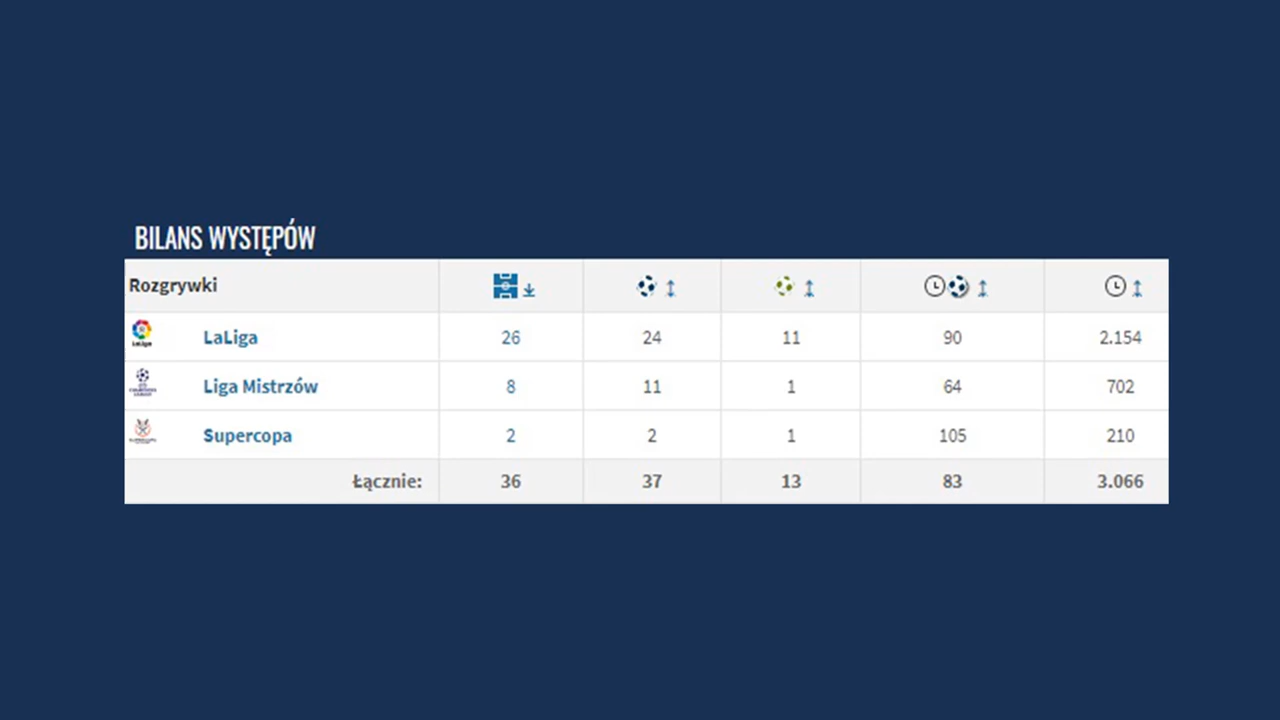 BILANS WYSTĘPÓW
Rozgrywki
LaLiga 26 24 11 90 2.154
Liga Mistrzów 8 11 1 64 702
Supercopa 2 2 1 105 210
Łącznie: 36 37 13 83 3.066